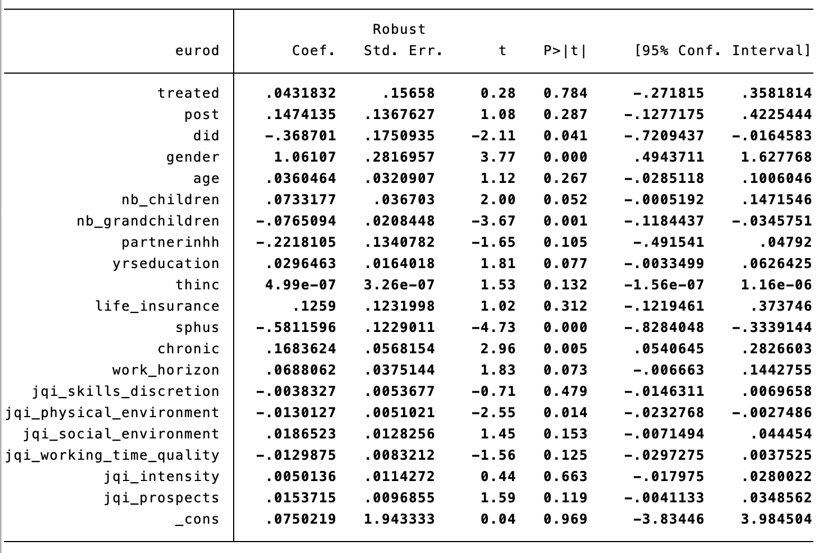 Robust
eurod Coef. Std. Err. t P>|t| [95% Conf. Interval]
treated .0431832 .15658 0.28 0.784 -.271815 .3581814
post .1474135 .1367627 1.08 0.287 -.1277175 .4225444
did -.368701 .1750935 -2.11 0.041 -.7209437 -.0164583
gender 1.06107 .2816957 3.77 0.000 .4943711 1.627768
age .0360464 .0320907 1.12 0.267 -.0285118 .1006046
nb_children .0733177 .036703 2.00 0.052 -.0005192 .1471546
nb_grandchildren -.0765094 .0208448 -3.67 0.001 -.1184437 -.0345751
partnerinhh -.2218105 .1340782 -1.65 0.105 -.491541 .04792
yrseducation .0296463 .0164018 1.81 0.077 -.0033499 .0626425
thinc 4.99e-07 3.26e-07 1.53 0.132 -1.56e-07 1.16e-06
life_insurance .1259 .1231998 1.02 0.312 -.1219461 .373746
sphus -.5811596 .1229011 -4.73 0.000 -.8284048 -.3339144
chronic .1683624 .0568154 2.96 0.005 .0540645 .2826603
work_horizon .0688062 .0375144 1.83 0.073 -.006663 .1442755
jqi_skills_discretion -.0038327 .0053677 -0.71 0.479 -.0146311 .0069658
jqi_physical_environment -.0130127 .0051021 -2.55 0.014 -.0232768 -.0027486
jqi_social_environment .0186523 .0128256 1.45 0.153 -.0071494 .044454
jqi_working_time_quality -.0129875 .0083212 -1.56 0.125 -.0297275 .0037525
jqi_intensity .0050136 .0114272 0.44 0.663 -.017975 .0280022
jqi_prospects .0153715 .0096855 1.59 0.119 -.0041133 .0348562
_cons .0750219 1.943333 0.04 0.969 -3.83446 3.984504